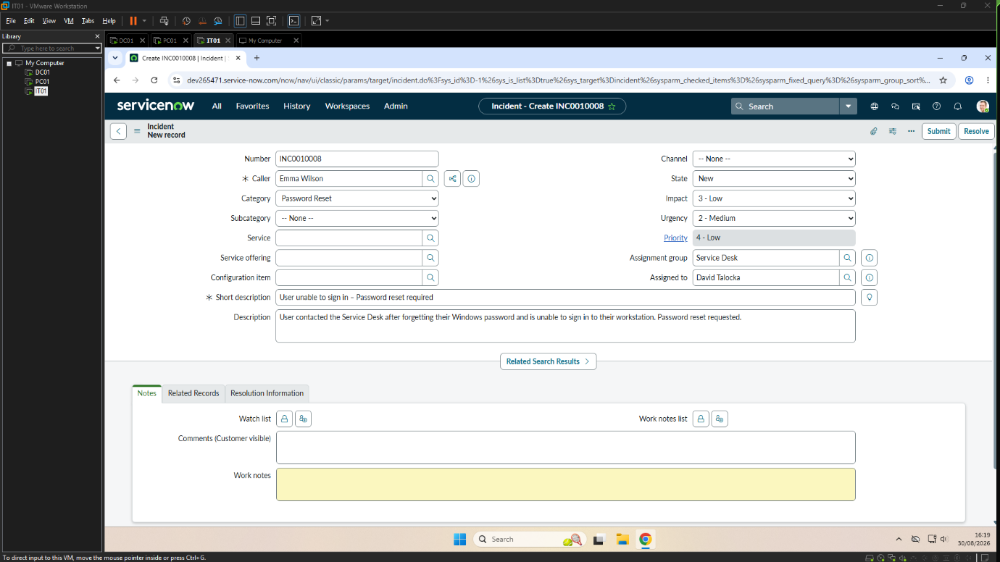 IT01 - VMware Workstation
File Edit View VM Tabs Help
Library
Type here to search
My Computer
DC01
PC01
IT01
DC01 PC01 IT01 My Computer
Create INC0010008 | Incident |
dev265471.service-now.com/now/nav/ui/classic/params/target/incident.do%3Fsys_id%3D-1%26sys_is_list%3Dtrue%26sys_target%3Dincident%26sysparm_checked_items%3D%26sysparm_fixed_query%3D%26sysparm_group_sort%...
servicenow All Favorites History Workspaces Admin Incident - Create INC0010008 Search
Incident
New record
Submit Resolve
Number INC0010008 Channel -- None --
Caller Emma Wilson State New
Category Password Reset Impact 3 - Low
Subcategory -- None -- Urgency 2 - Medium
Service Priority 4 - Low
Service offering Assignment group Service Desk
Configuration item Assigned to David Talocka
Short description User unable to sign in – Password reset required
Description User contacted the Service Desk after forgetting their Windows password and is unable to sign in to their workstation. Password reset requested.
Related Search Results
Notes Related Records Resolution Information
Watch list Work notes list
Comments (Customer visible)
Work notes
Search
16:19
30/08/2026
To direct input to this VM, move the mouse pointer inside or press Ctrl+G.